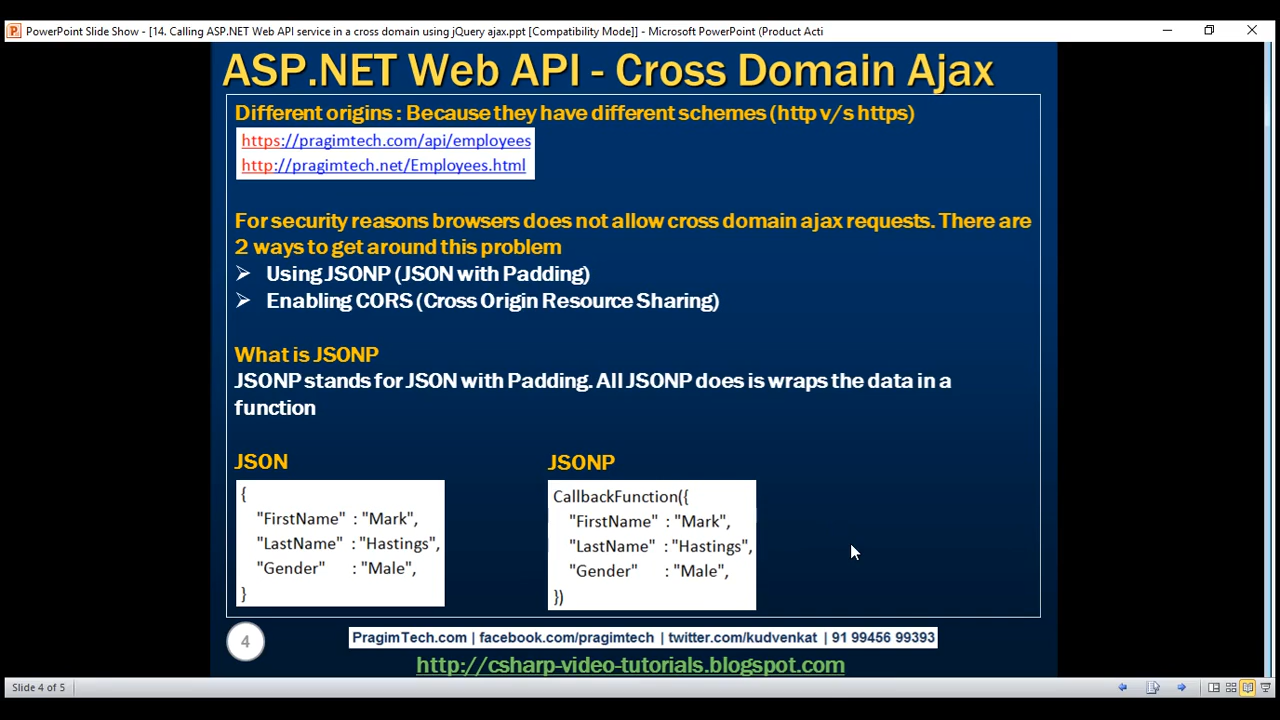 PowerPoint Slide Show - [14. Calling ASP.NET Web API service in a cross domain using jQuery ajax.ppt [Compatibility Mode]] - Microsoft PowerPoint (Product Acti
ASP.NET Web API - Cross Domain Ajax
Different origins : Because they have different schemes (http v/s https)
https://pragimtech.com/api/employees
http://pragimtech.net/Employees.html
For security reasons browsers does not allow cross domain ajax requests. There are
2 ways to get around this problem
➢ Using JSONP (JSON with Padding)
➢ Enabling CORS (Cross Origin Resource Sharing)
What is JSONP
JSONP stands for JSON with Padding. All JSONP does is wraps the data in a
function
JSON
{
"FirstName" : "Mark",
"LastName" : "Hastings",
"Gender" : "Male",
}
JSONP
CallbackFunction({
"FirstName" : "Mark",
"LastName" : "Hastings",
"Gender" : "Male",
})
4
PragimTech.com | facebook.com/pragimtech | twitter.com/kudvenkat | 91 99456 99393
http://csharp-video-tutorials.blogspot.com
Slide 4 of 5